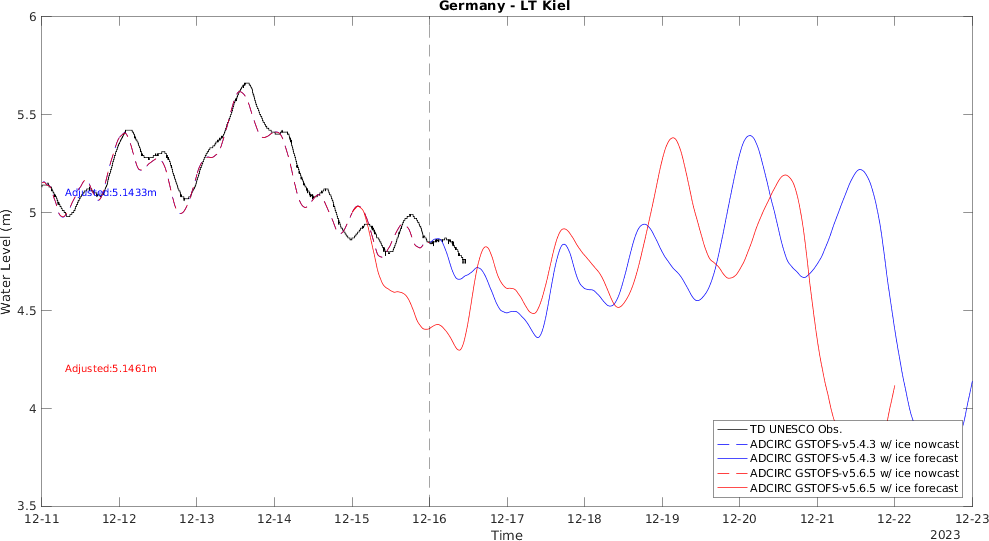 Germany - LT Kiel
6
5.5
5
4.5
4
3.5
Water Level (m)
Adjusted:5.1433m
Adjusted:5.1461m
TD UNESCO Obs.
ADCIRC GSTOFS-v5.4.3 w/ ice nowcast
ADCIRC GSTOFS-v5.4.3 w/ ice forecast
ADCIRC GSTOFS-v5.6.5 w/ ice nowcast
ADCIRC GSTOFS-v5.6.5 w/ ice forecast
12-11 12-12 12-13 12-14 12-15 12-16 12-17 12-18 12-19 12-20 12-21 12-22 12-23
Time
2023